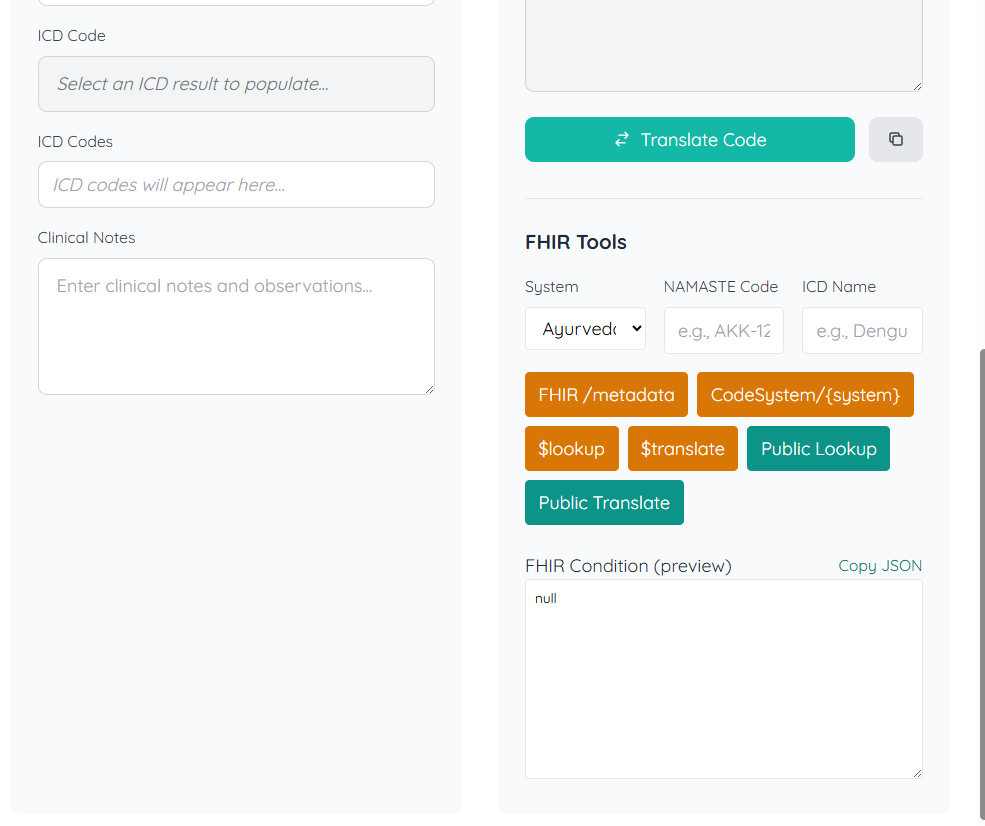 ICD Code
Select an ICD result to populate...
ICD Codes
ICD codes will appear here...
Clinical Notes
Enter clinical notes and observations...
Translate Code
FHIR Tools
System NAMASTE Code ICD Name
Ayurved e.g., AKK-12 e.g., Dengu
FHIR /metadata CodeSystem/{system}
$lookup $translate Public Lookup
Public Translate
FHIR Condition (preview) Copy JSON
null